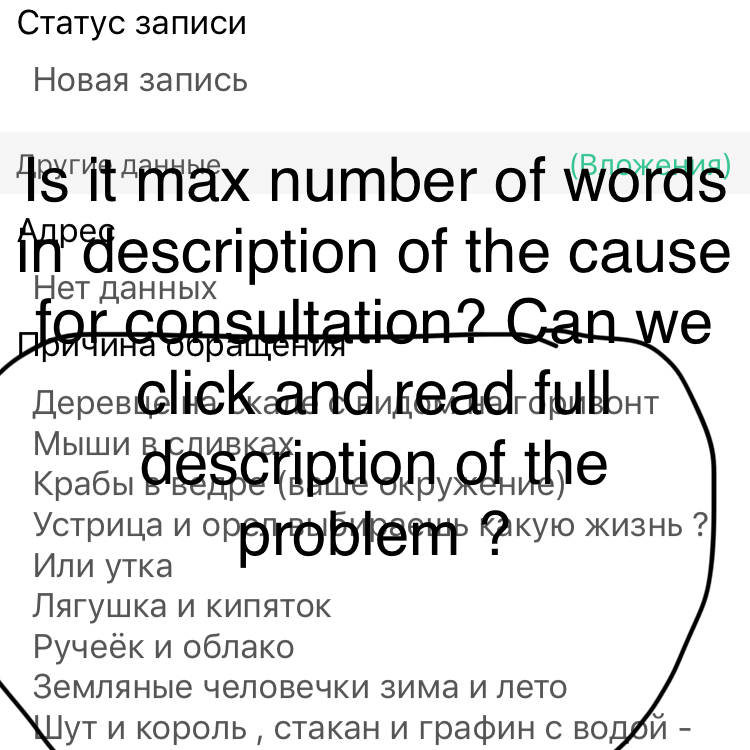 Статус записи
Новая запись
Другие данные (Вложения)
Is it max number of words
Адрес
in description of the cause
Нет данных
for consultation? Can we
Причина обращения
click and read full
Деревце на скале с видом на горизонт
Мыши в сливках
description of the
Крабы в ведре (ваше окружение)
Устрица и орел выбираешь какую жизнь ?
problem ?
Или утка
Лягушка и кипяток
Ручеёк и облако
Земляные человечки зима и лето
Шут и король , стакан и графин с водой -